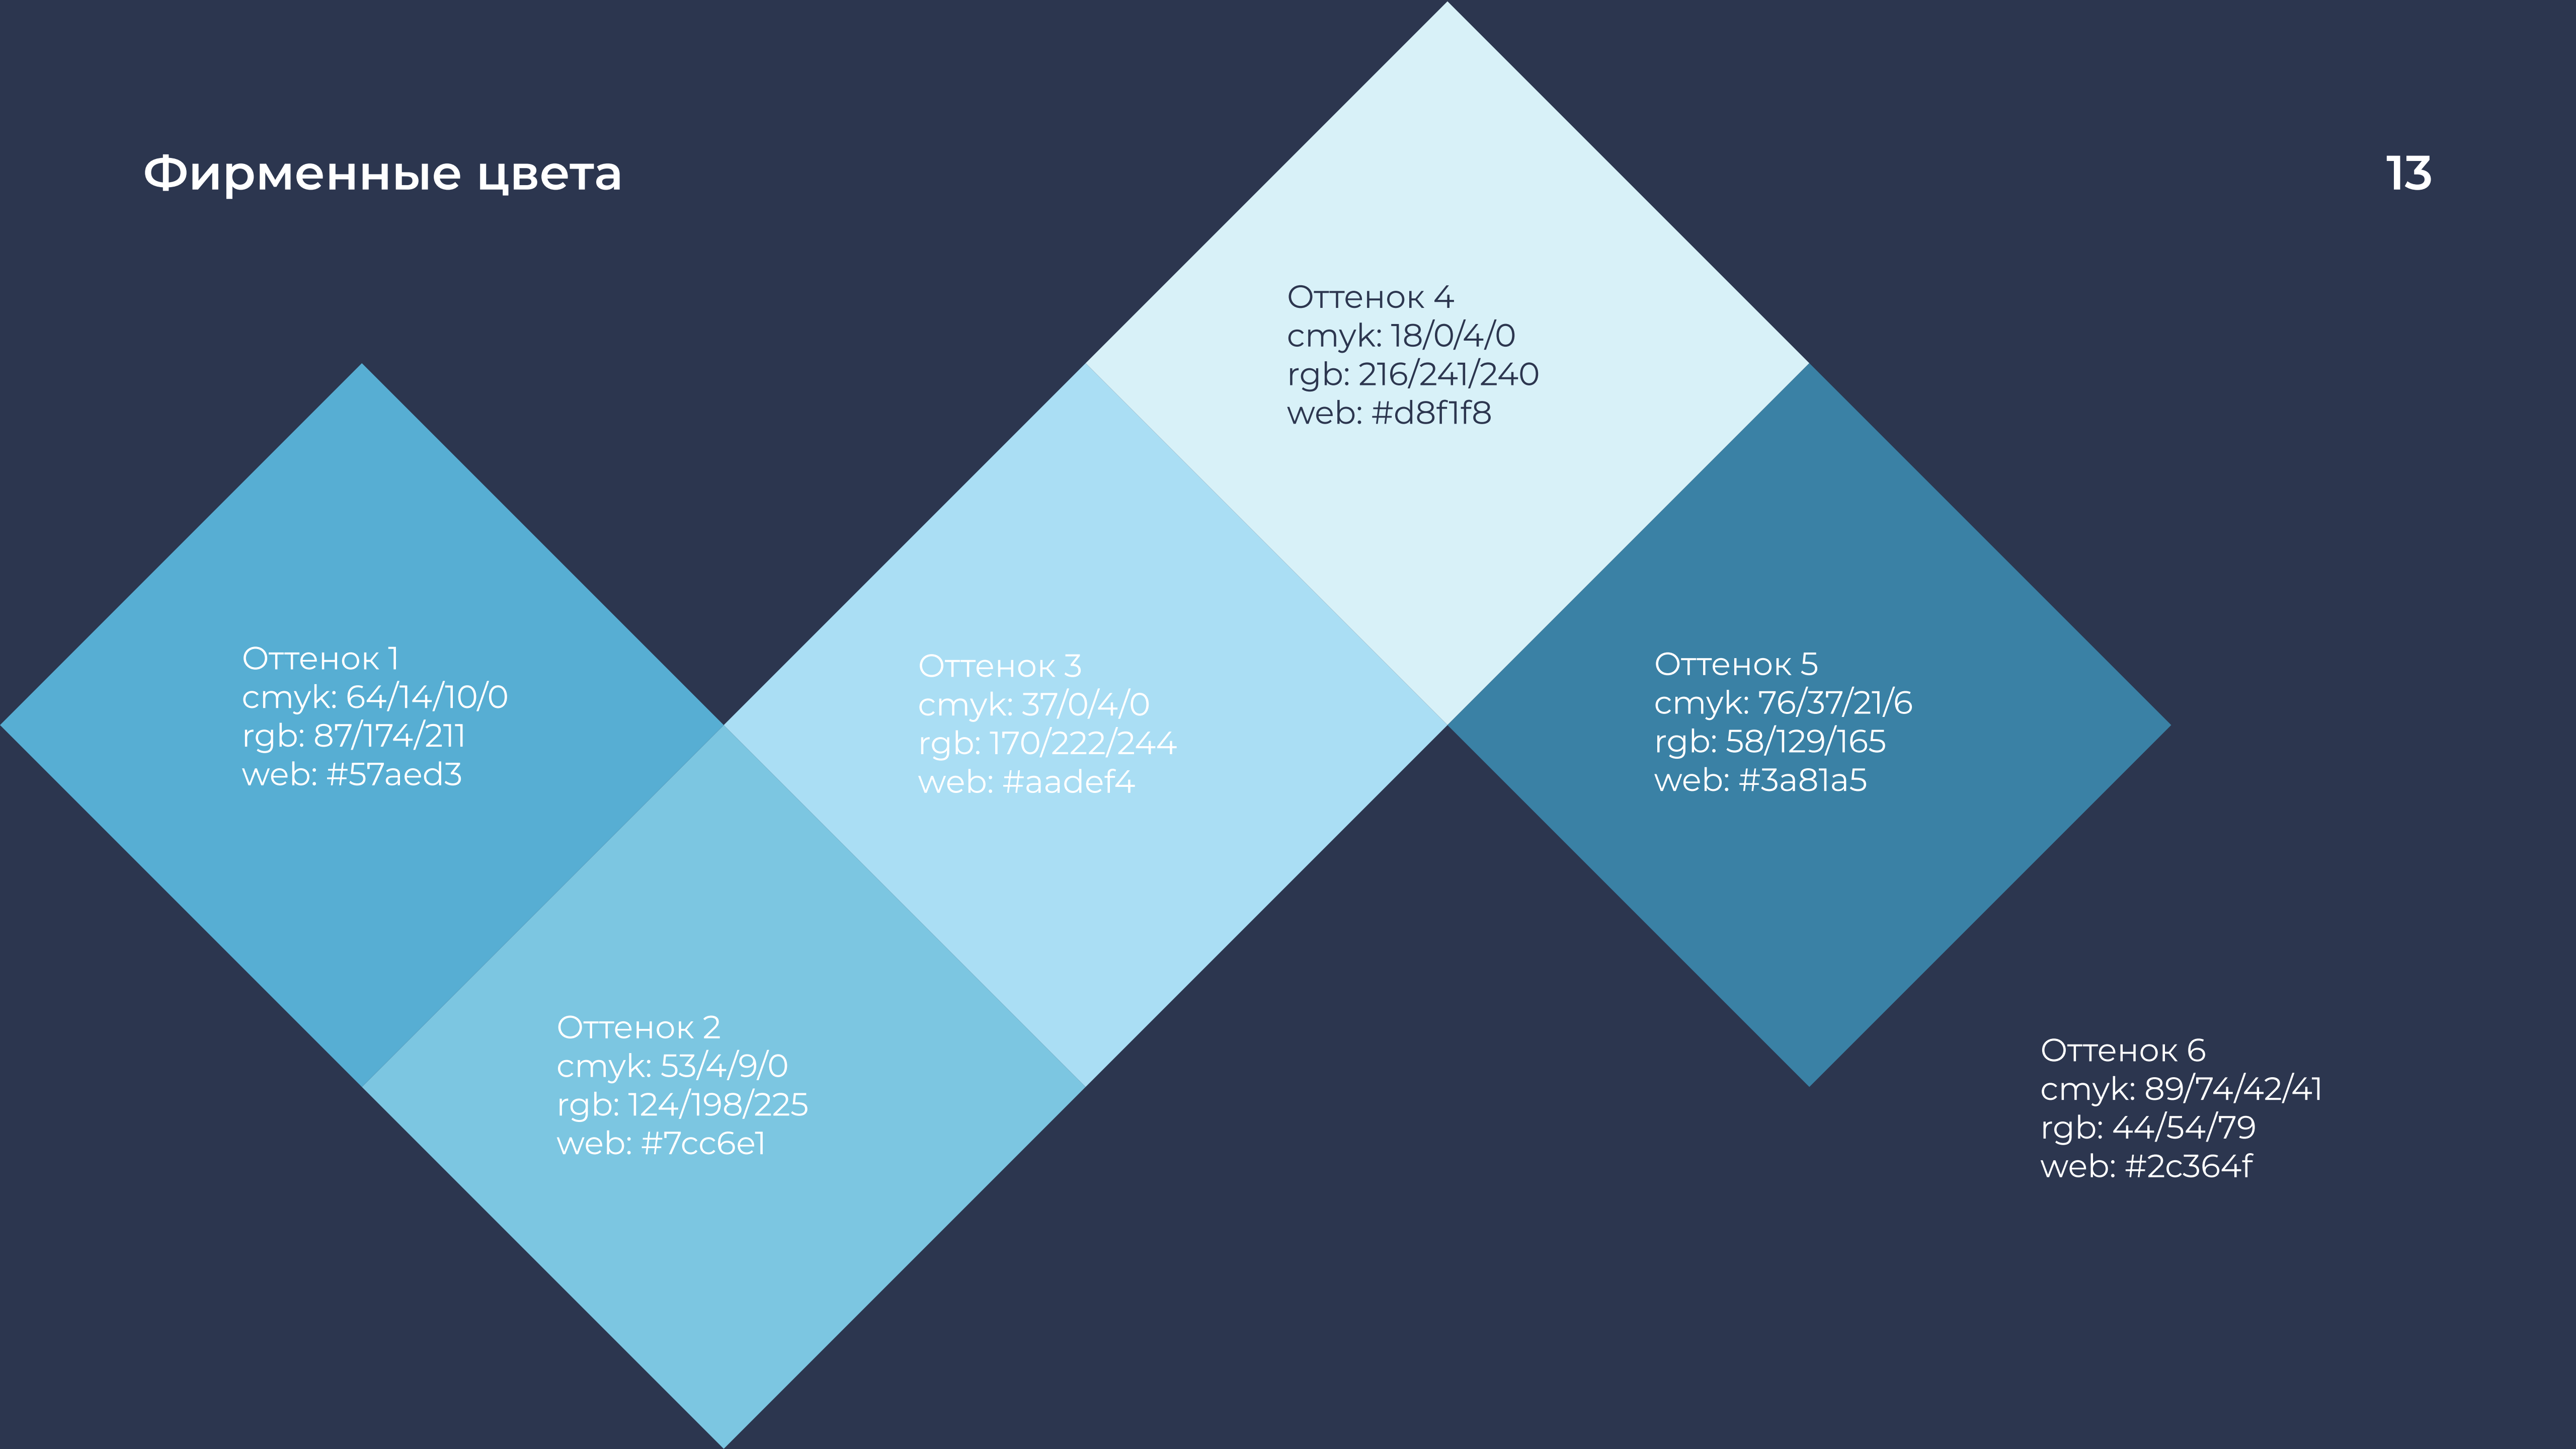 Фирменные цвета
13
Оттенок 4
cmyk: 18/0/4/0
rgb: 216/241/240
web: #d8f1f8
Оттенок 1
cmyk: 64/14/10/0
rgb: 87/174/211
web: #57aed3
Оттенок 3
cmyk: 37/0/4/0
rgb: 170/222/244
web: #aadef4
Оттенок 5
cmyk: 76/37/21/6
rgb: 58/129/165
web: #3a81a5
Оттенок 2
cmyk: 53/4/9/0
rgb: 124/198/225
web: #7cc6e1
Оттенок 6
cmyk: 89/74/42/41
rgb: 44/54/79
web: #2c364f